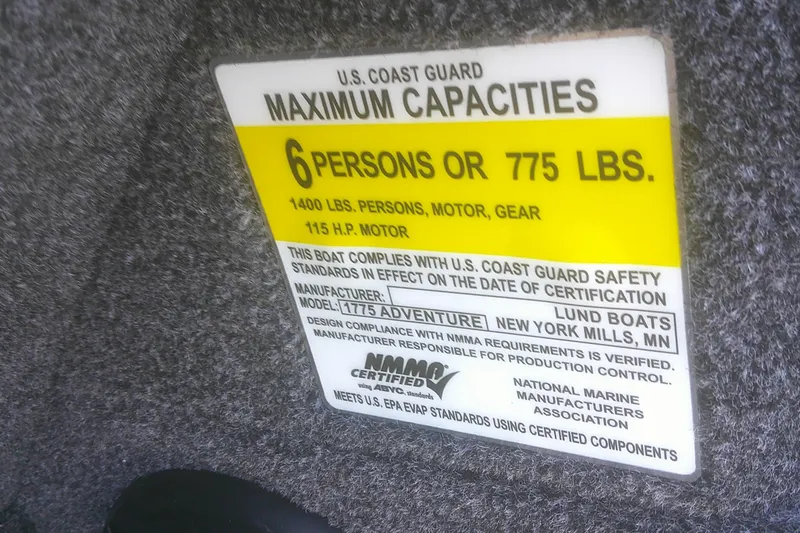 U.S. COAST GUARD
MAXIMUM CAPACITIES
6 PERSONS OR 775 LBS.
1400 LBS. PERSONS, MOTOR, GEAR
115 H.P. MOTOR
THIS BOAT COMPLIES WITH U.S. COAST GUARD SAFETY
STANDARDS IN EFFECT ON THE DATE OF CERTIFICATION
MANUFACTURER: LUND BOATS
MODEL: 1775 ADVENTURE NEW YORK MILLS, MN
DESIGN COMPLIANCE WITH NMMA REQUIREMENTS IS VERIFIED.
MANUFACTURER RESPONSIBLE FOR PRODUCTION CONTROL.
NMMA
CERTIFIED
using ABYC. standards
NATIONAL MARINE
MANUFACTURERS
ASSOCIATION
MEETS U.S. EPA EVAP STANDARDS USING CERTIFIED COMPONENTS